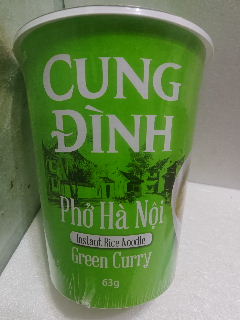 CUNG
ĐÌNH
Phở Hà Nội
Instant Rice Noodle
Green Curry
63g